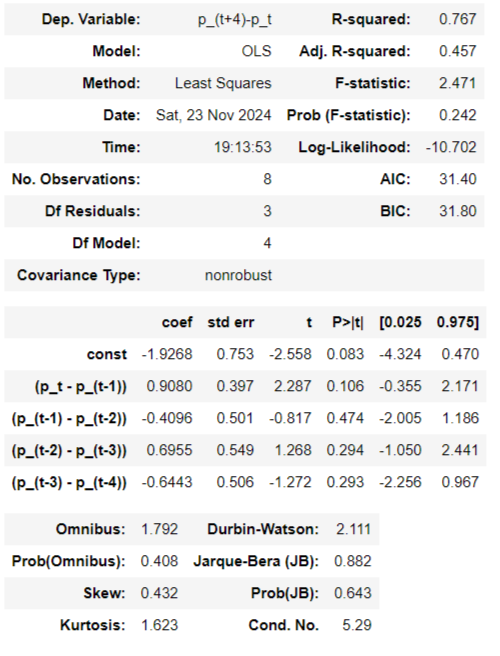 Dep. Variable: p_(t+4)-p_t R-squared: 0.767
Model: OLS Adj. R-squared: 0.457
Method: Least Squares F-statistic: 2.471
Date: Sat, 23 Nov 2024 Prob (F-statistic): 0.242
Time: 19:13:53 Log-Likelihood: -10.702
No. Observations: 8 AIC: 31.40
Df Residuals: 3 BIC: 31.80
Df Model: 4
Covariance Type: nonrobust
coef std err t P>|t| [0.025 0.975]
const -1.9268 0.753 -2.558 0.083 -4.324 0.470
(p_t - p_(t-1)) 0.9080 0.397 2.287 0.106 -0.355 2.171
(p_(t-1) - p_(t-2)) -0.4096 0.501 -0.817 0.474 -2.005 1.186
(p_(t-2) - p_(t-3)) 0.6955 0.549 1.268 0.294 -1.050 2.441
(p_(t-3) - p_(t-4)) -0.6443 0.506 -1.272 0.293 -2.256 0.967
Omnibus: 1.792 Durbin-Watson: 2.111
Prob(Omnibus): 0.408 Jarque-Bera (JB): 0.882
Skew: 0.432 Prob(JB): 0.643
Kurtosis: 1.623 Cond. No. 5.29